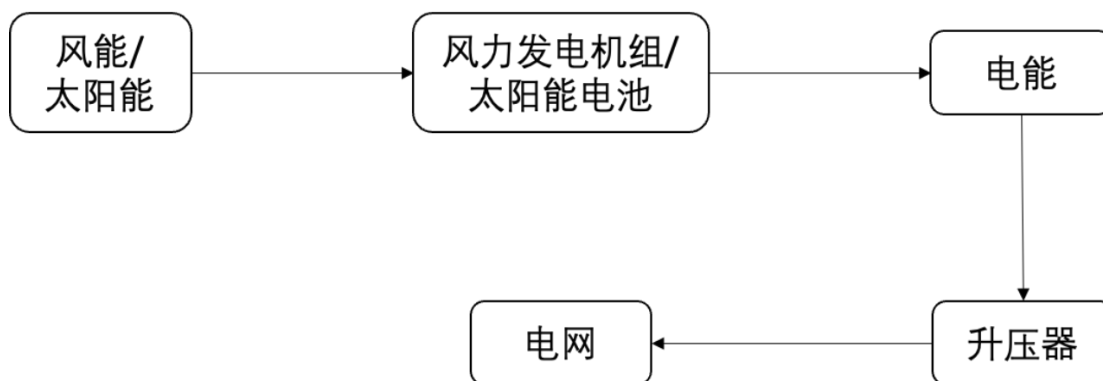 风能/
太阳能
风力发电机组/
太阳能电池
电能
升压器
电网